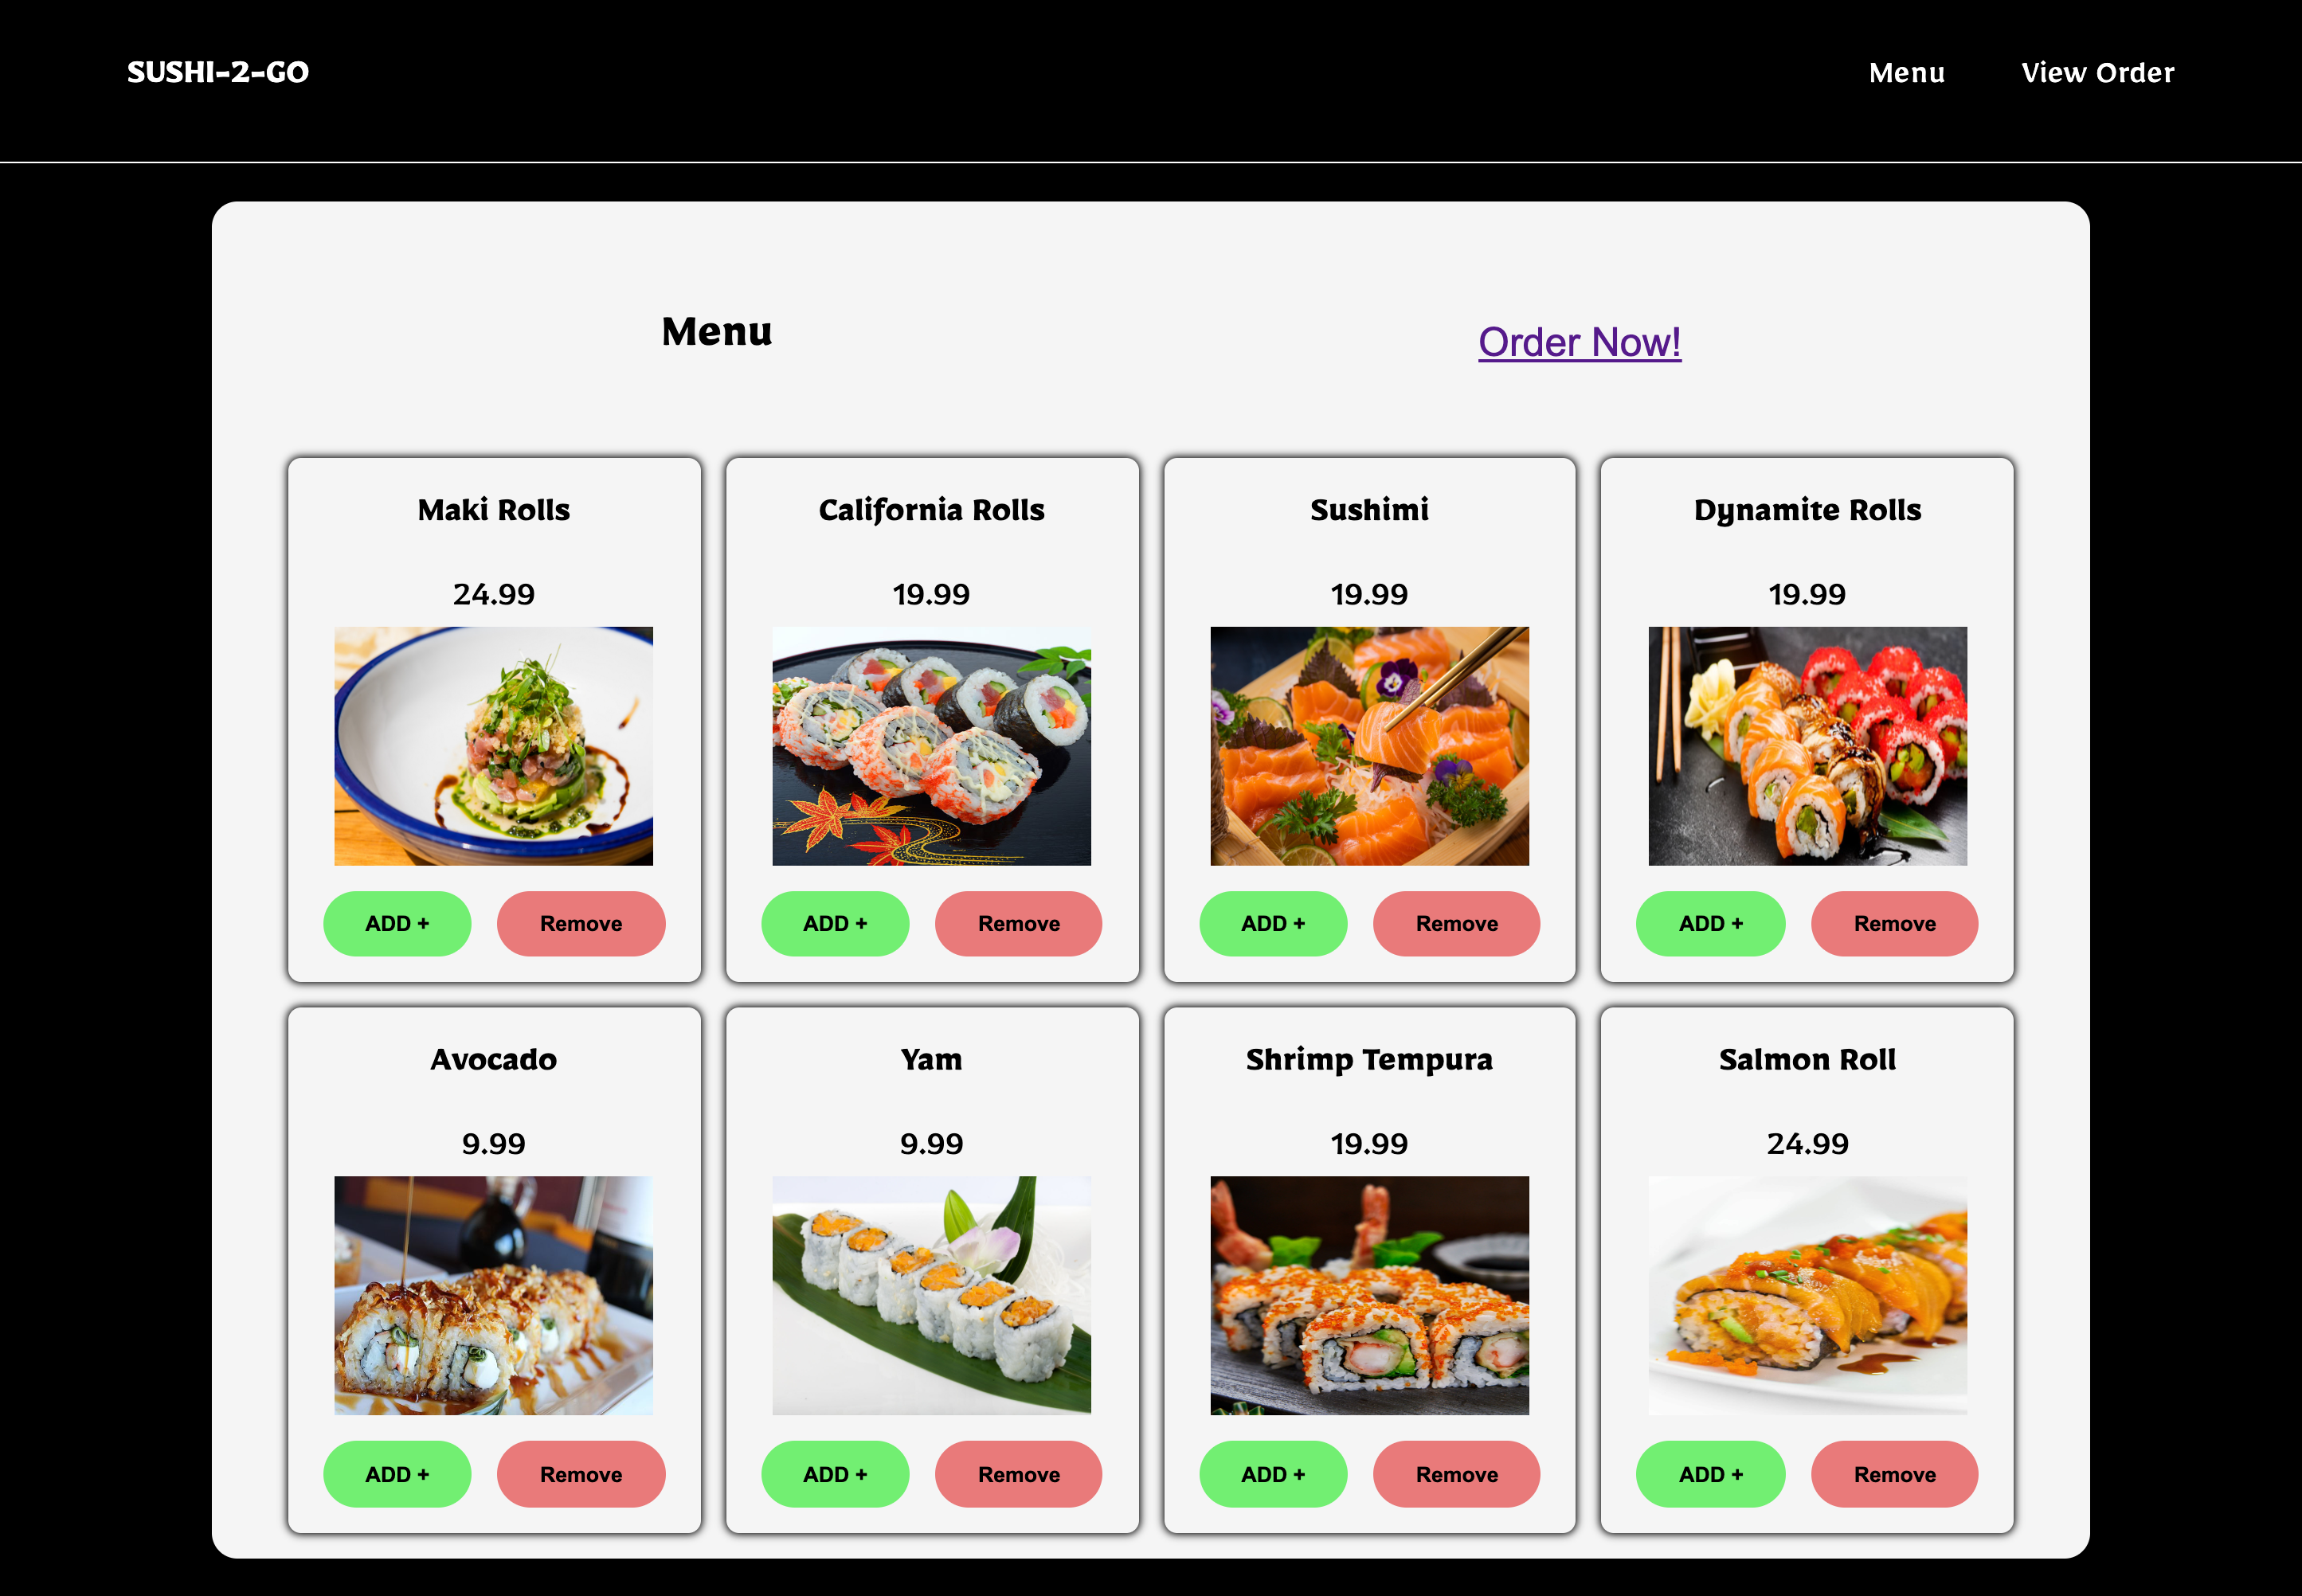 SUSHI-2-GO
Menu
View Order
Menu
Order Now!
Maki Rolls
24.99
ADD +
Remove
California Rolls
19.99
ADD +
Remove
Sushimi
19.99
ADD +
Remove
Dynamite Rolls
19.99
ADD +
Remove
Avocado
9.99
ADD +
Remove
Yam
9.99
ADD +
Remove
Shrimp Tempura
19.99
ADD +
Remove
Salmon Roll
24.99
ADD +
Remove